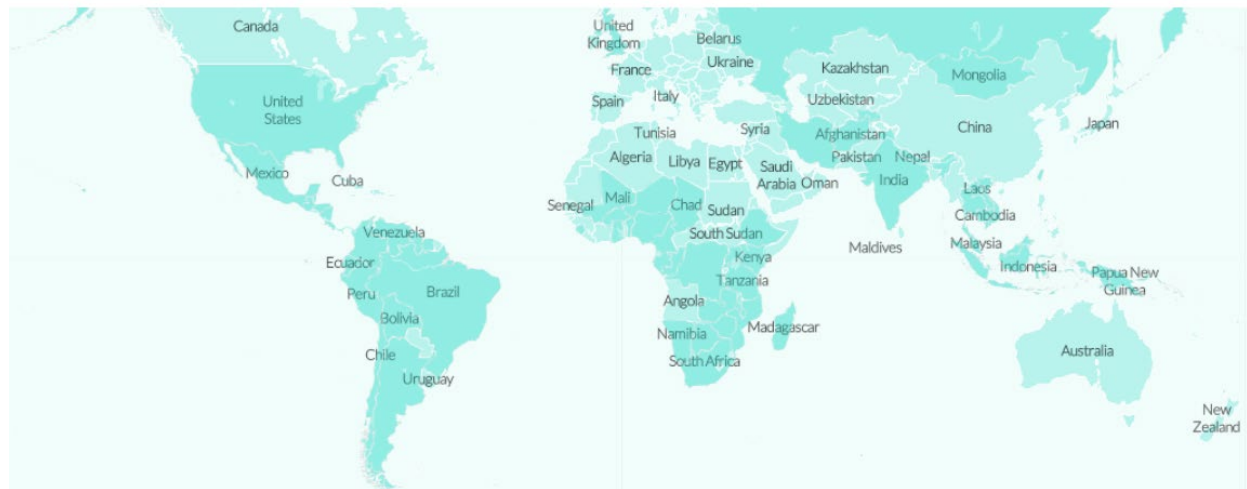 Canada
United
Kingdom
Belarus
Ukraine
France
Kazakhstan
Mongolia
Spain
Italy
Uzbekistan
United
States
Tunisia
Syria
Afghanistan
China
Japan
Algeria
Libya
Egypt
Saudi
Arabia
Oman
Pakistan
Nepal
India
Mexico
Cuba
Senegal
Mali
Chad
Sudan
Laos
Cambodia
Venezuela
South Sudan
Maldives
Malaysia
Ecuador
Kenya
Indonesia
Papua New
Guinea
Peru
Brazil
Tanzania
Angola
Bolivia
Namibia
Madagascar
Chile
South Africa
Australia
Uruguay
New
Zealand